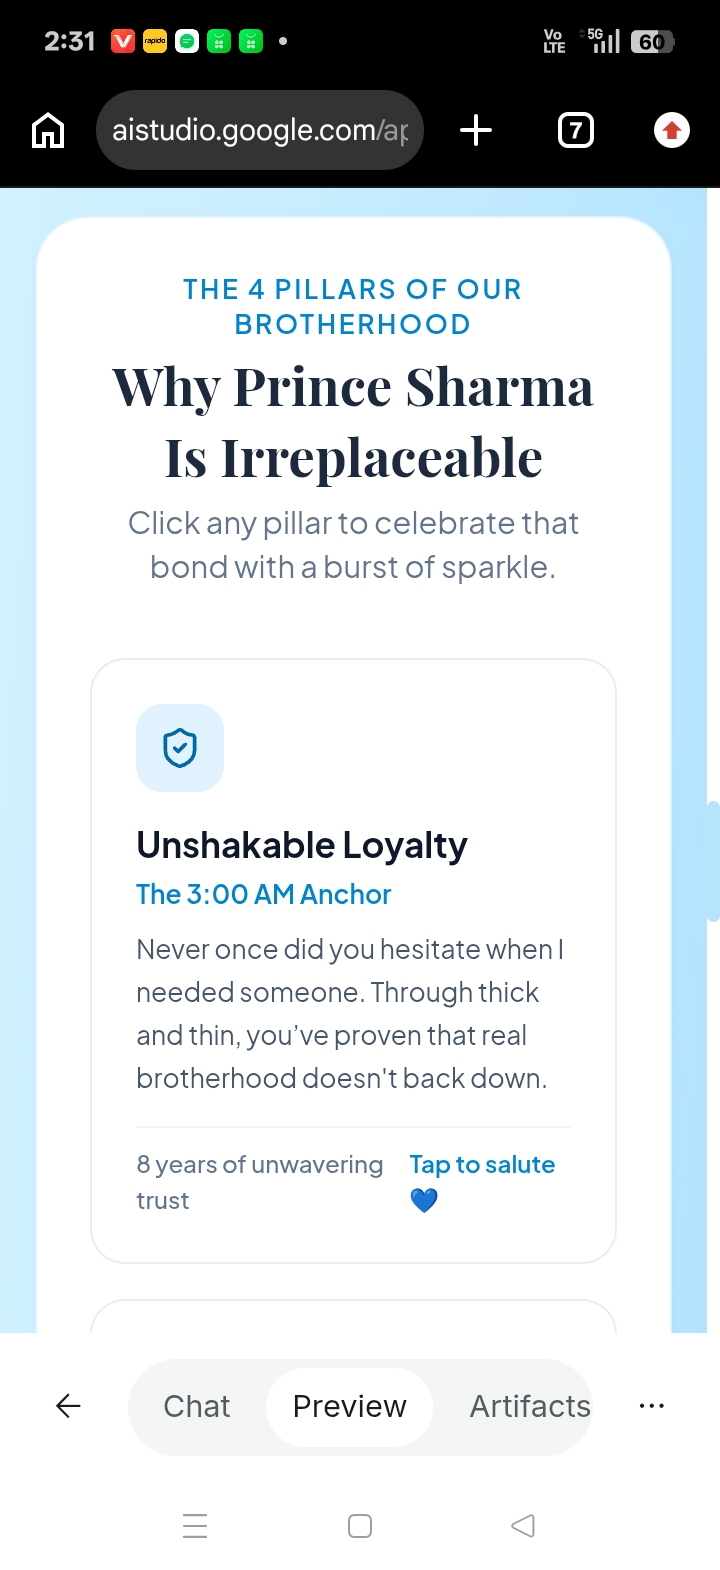 2:31
rapido
Vo
LTE
5G
60
aistudio.google.com/ap
7
THE 4 PILLARS OF OUR
BROTHERHOOD
Why Prince Sharma
Is Irreplaceable
Click any pillar to celebrate that
bond with a burst of sparkle.
Unshakable Loyalty
The 3:00 AM Anchor
Never once did you hesitate when I
needed someone. Through thick
and thin, you’ve proven that real
brotherhood doesn't back down.
8 years of unwavering
trust
Tap to salute
💙
Chat
Preview
Artifacts